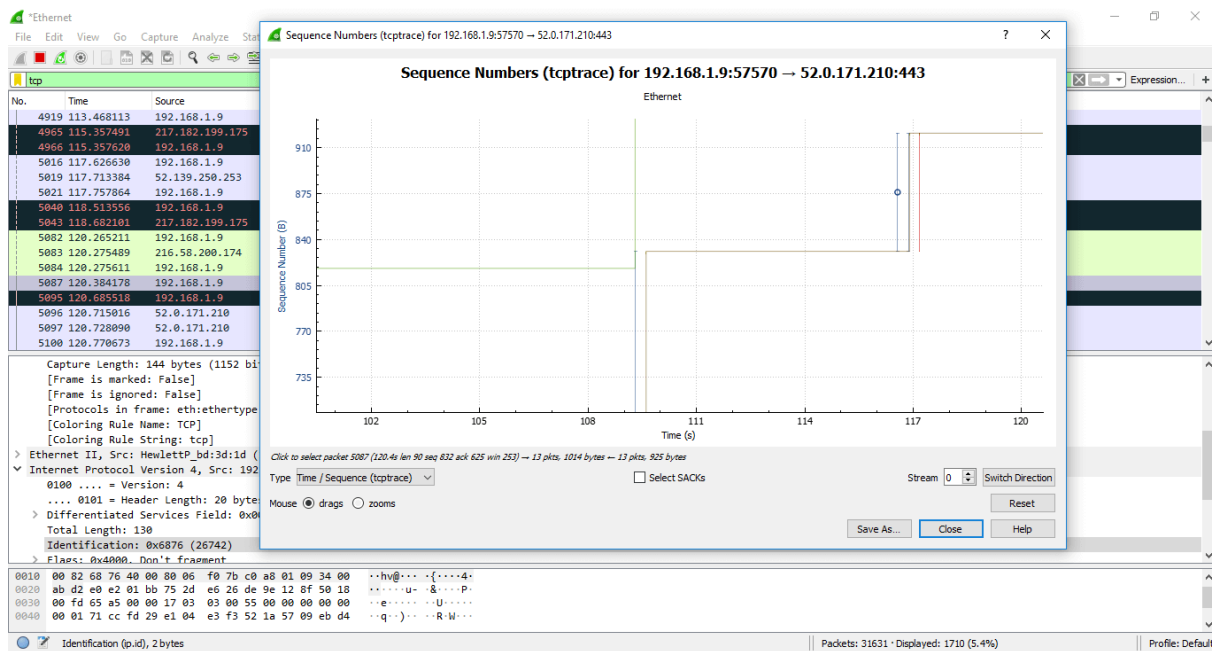 *Ethernet
File Edit View Go Capture Analyze Stat
Sequence Numbers (tcptrace) for 192.168.1.9:57570 → 52.0.171.210:443
? X
tcp
Expression... +
No. Time Source
4919 113.468113 192.168.1.9
4965 115.357491 217.182.199.175
4966 115.357620 192.168.1.9
5016 117.626630 192.168.1.9
5019 117.713384 52.139.250.253
5021 117.757864 192.168.1.9
5040 118.513556 192.168.1.9
5043 118.682101 217.182.199.175
5082 120.265211 192.168.1.9
5083 120.275489 216.58.200.174
5084 120.275611 192.168.1.9
5087 120.384178 192.168.1.9
5095 120.685518 192.168.1.9
5096 120.715016 52.0.171.210
5097 120.728090 52.0.171.210
5100 120.770673 192.168.1.9
Sequence Numbers (tcptrace) for 192.168.1.9:57570 → 52.0.171.210:443
Ethernet
Sequence Number (B)
910
875
840
805
770
735
102 105 108 111 114 117 120
Time (s)
Click to select packet 5087 (120.4s len 90 seq 832 ack 625 win 253) → 13 pkts, 1014 bytes ← 13 pkts, 925 bytes
Type Time / Sequence (tcptrace) Select SACKs Stream 0 Switch Direction
Mouse drags zooms Reset
Save As... Close Help
Capture Length: 144 bytes (1152 bi
[Frame is marked: False]
[Frame is ignored: False]
[Protocols in frame: eth:ethertype
[Coloring Rule Name: TCP]
[Coloring Rule String: tcp]
Ethernet II, Src: HewlettP_bd:3d:1d (
Internet Protocol Version 4, Src: 192
0100 .... = Version: 4
.... 0101 = Header Length: 20 byte
Differentiated Services Field: 0x00
Total Length: 130
Identification: 0x6876 (26742)
Flags: 0x4000, Don't fragment
0010 00 82 68 76 40 00 80 06 f0 7b c0 a8 01 09 34 00 ··hv@··· ·{····4·
0020 ab d2 e0 e2 01 bb 75 2d e6 26 de 9e 12 8f 50 18 ······u- ·&····P·
0030 00 fd 65 a5 00 00 17 03 03 00 55 00 00 00 00 00 ··e····· ··U·····
0040 00 01 71 cc fd 29 e1 04 e3 f3 52 1a 57 09 eb d4 ··q··)·· ··R·W···
Identification (ip.id), 2 bytes
Packets: 31631 · Displayed: 1710 (5.4%)
Profile: Default